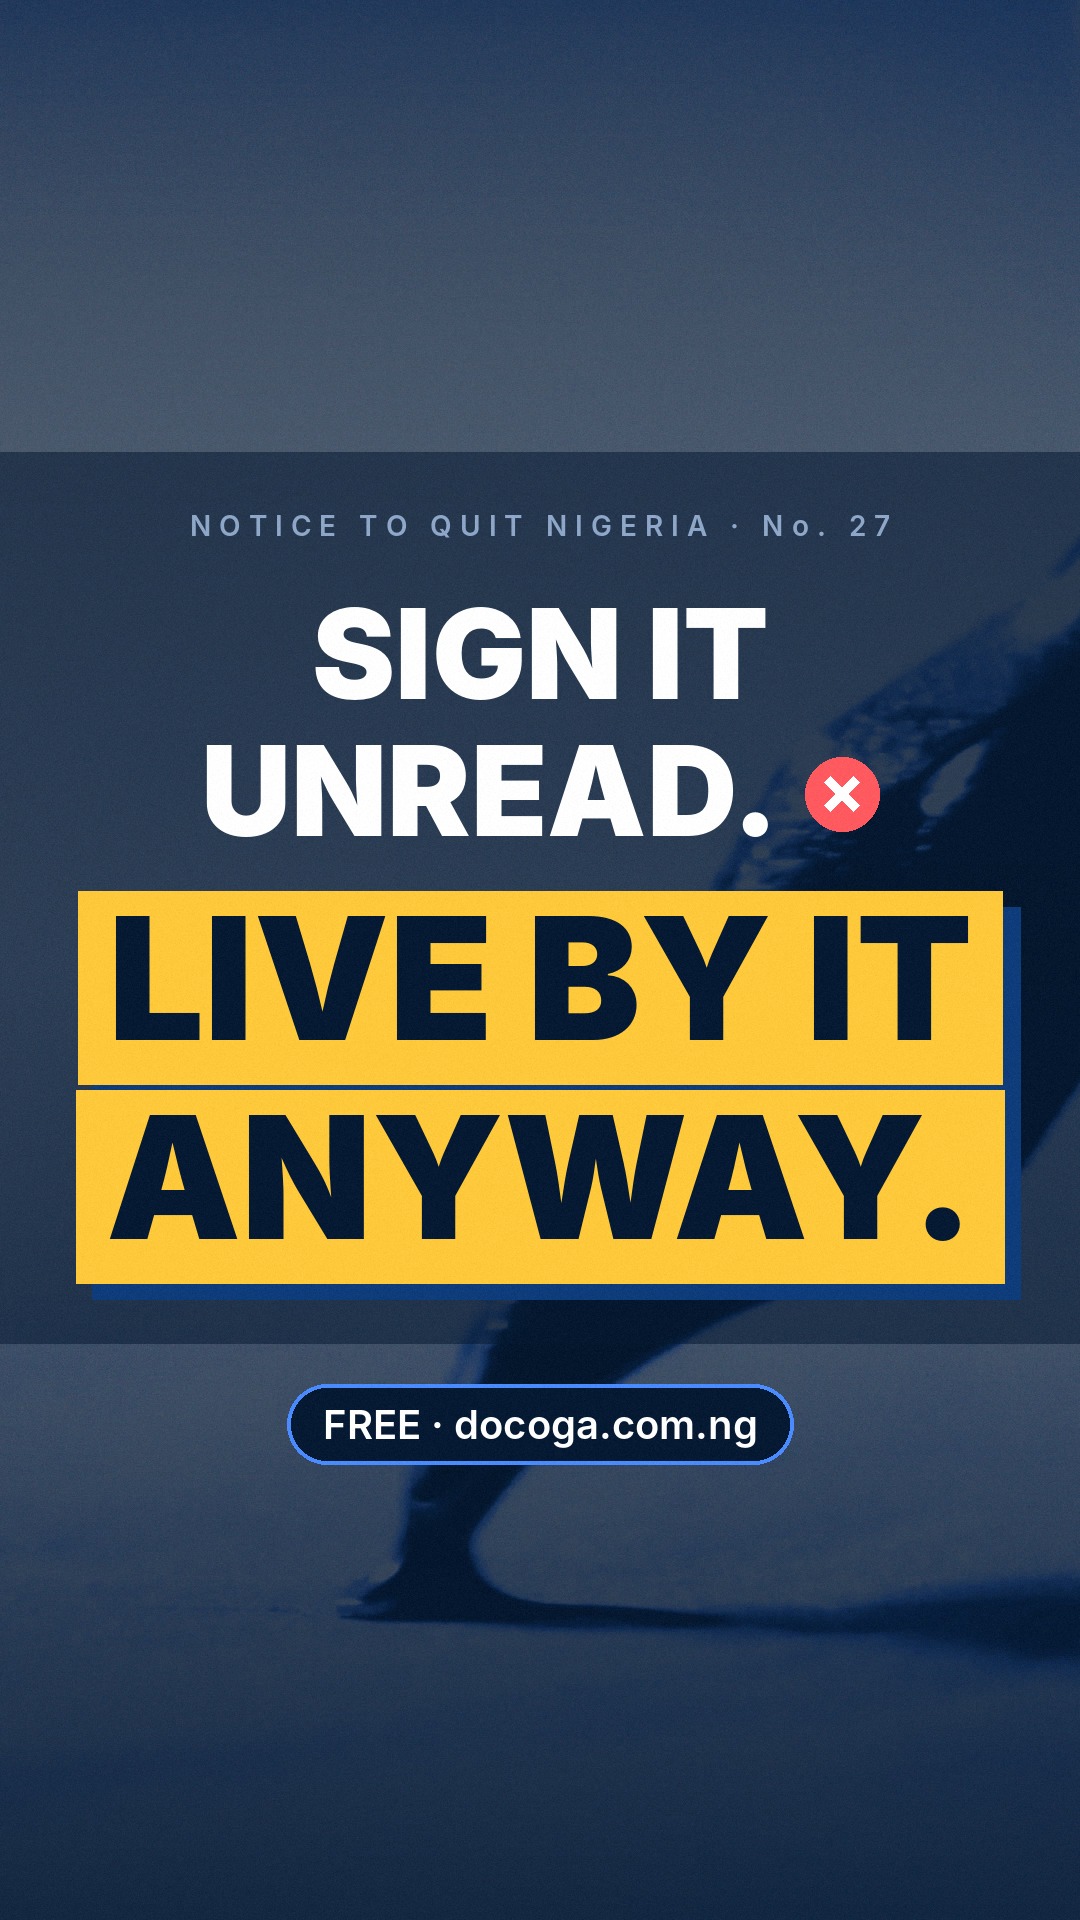 NOTICE TO QUIT NIGERIA · No. 27
SIGN IT
UNREAD.
LIVE BY IT
ANYWAY.
FREE · docoga.com.ng